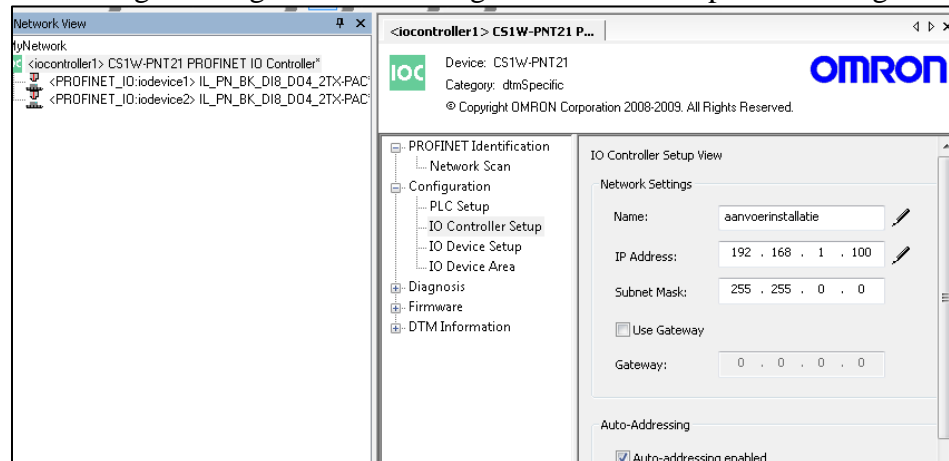 Network View
MyNetwork
<iocontroller1> CS1W-PNT21 PROFINET IO Controller*
<PROFINET_IO:iodevice1> IL_PN_BK_DI8_DO4_2TX-PAC*
<PROFINET_IO:iodevice2> IL_PN_BK_DI8_DO4_2TX-PAC*
<iocontroller1> CS1W-PNT21 P...
IOC
Device: CS1W-PNT21
Category: dtmSpecific
© Copyright OMRON Corporation 2008-2009. All Rights Reserved.
OMRON
PROFINET Identification
Network Scan
Configuration
PLC Setup
IO Controller Setup
IO Device Setup
IO Device Area
Diagnosis
Firmware
DTM Information
IO Controller Setup View
Network Settings
Name: aanvoerinstallatie
IP Address: 192 . 168 . 1 . 100
Subnet Mask: 255 . 255 . 0 . 0
Use Gateway
Gateway: 0 . 0 . 0 . 0
Auto-Addressing
Auto-addressing enabled